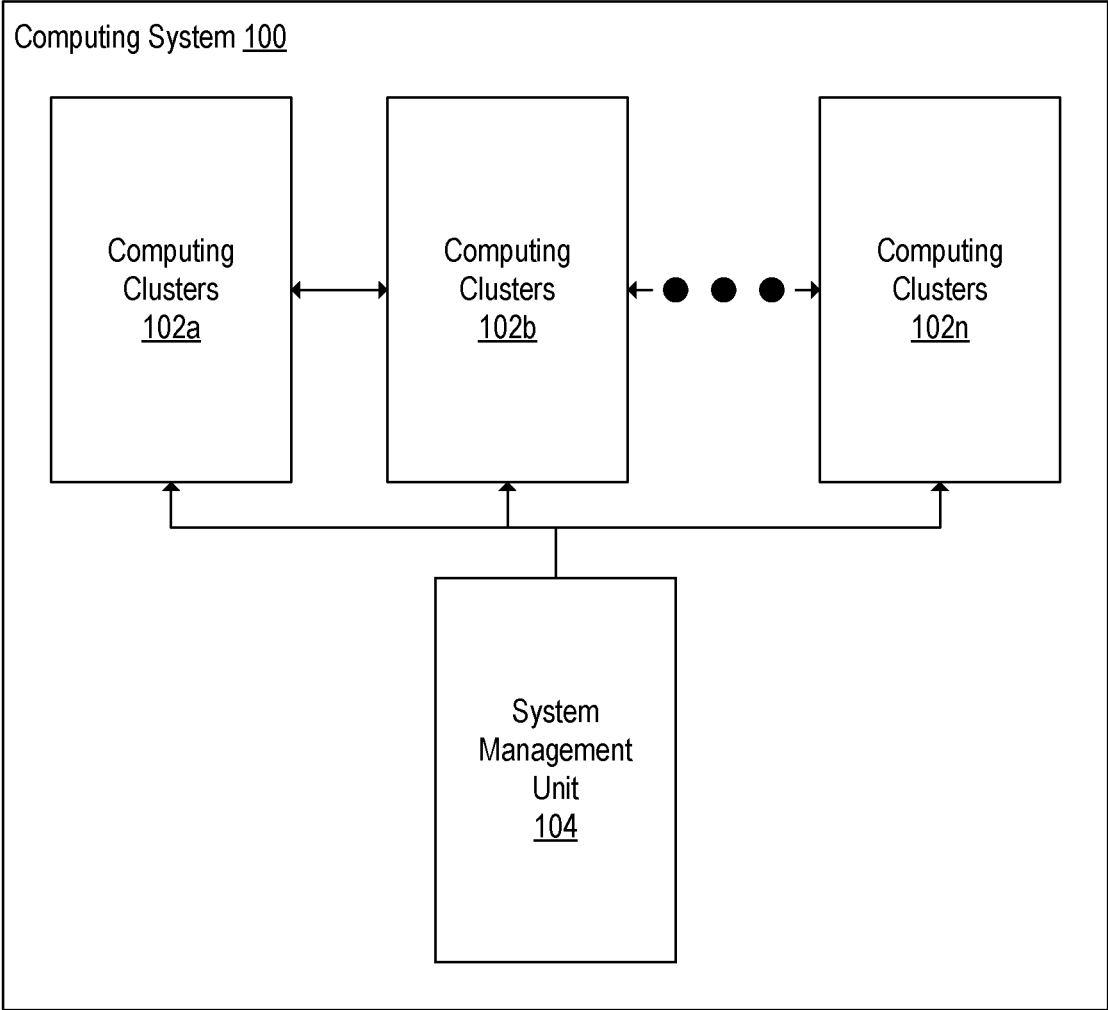 Computing System 100
Computing
Clusters
102a
Computing
Clusters
102b
Computing
Clusters
102n
System
Management
Unit
104